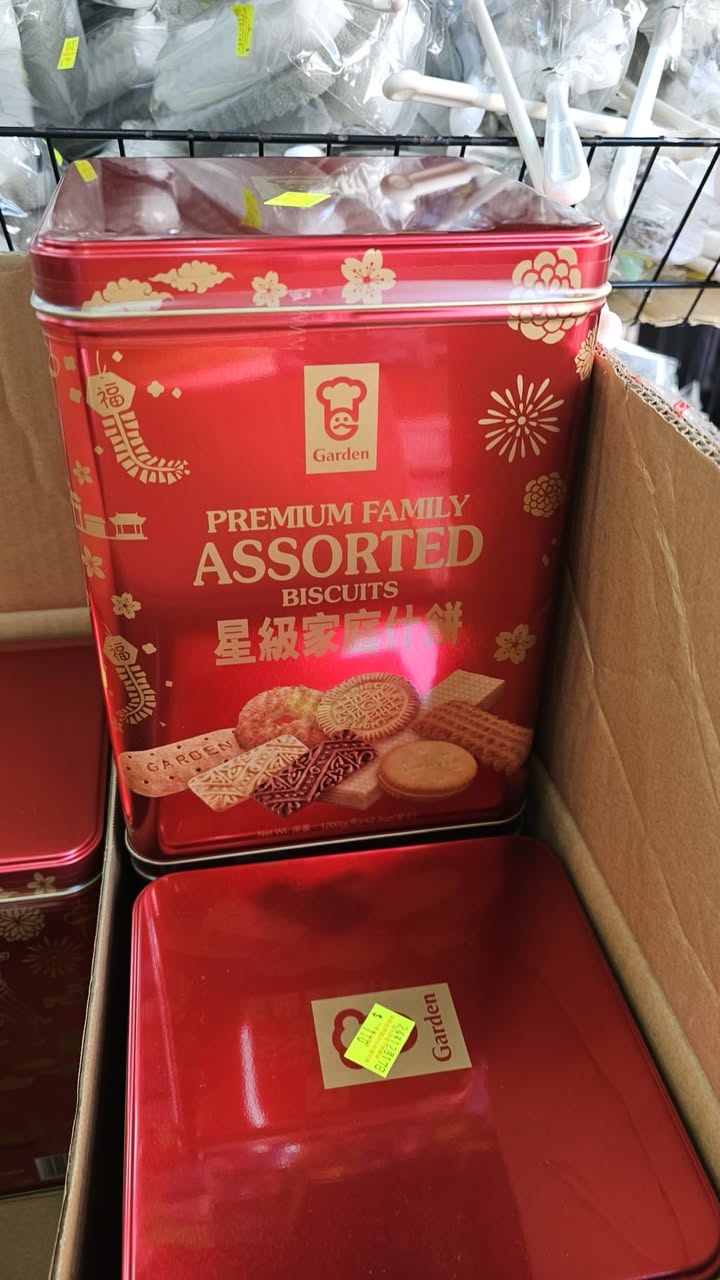 福
Garden
PREMIUM FAMILY
ASSORTED
BISCUITS
星級家庭什餅
福
GARDEN
Garden